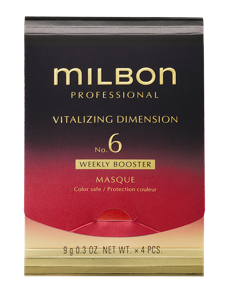 MILBON
PROFESSIONAL
VITALIZING DIMENSION
No.6
WEEKLY BOOSTER
MASQUE
Color safe / Protection couleur
9 g 0.3 OZ. NET WT. × 4 PCS.